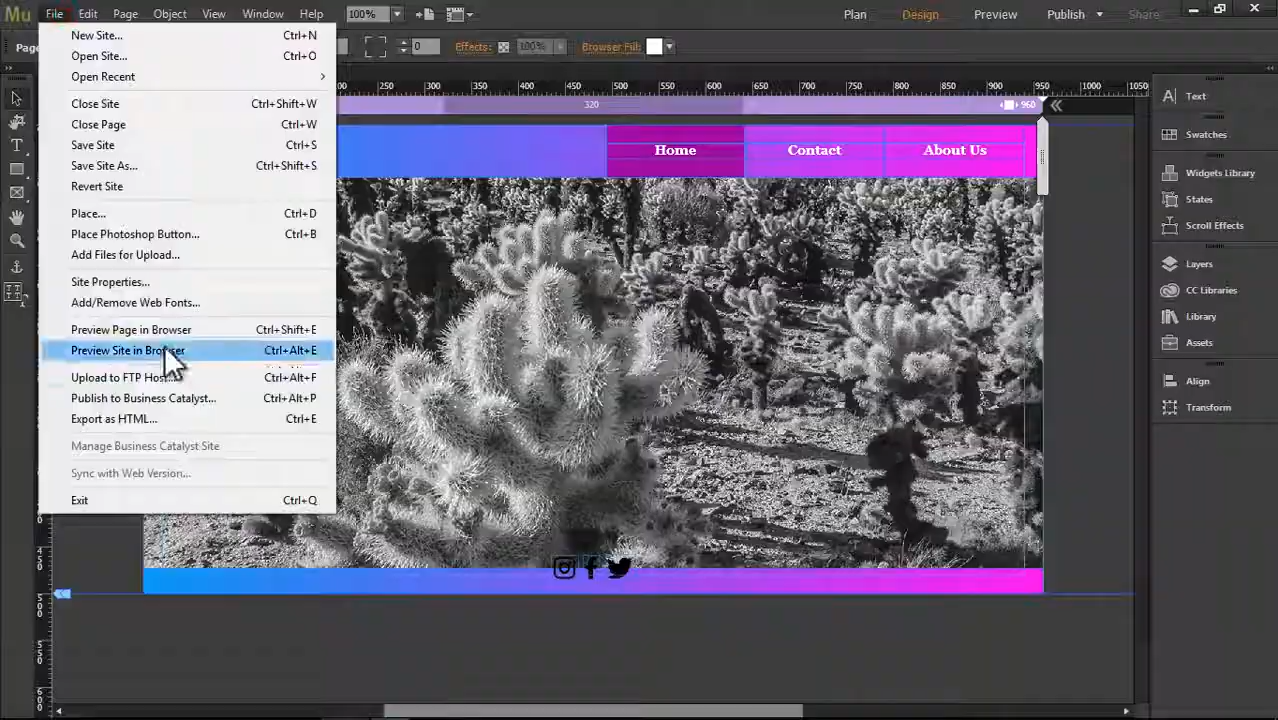 Mu File Edit Page Object View Window Help 100% Plan Design Preview Publish Share
Page 0 Effects: 100% Browser Fill:
New Site... Ctrl+N
Open Site... Ctrl+O
Open Recent
Close Site Ctrl+Shift+W
Close Page Ctrl+W
Save Site Ctrl+S
Save Site As... Ctrl+Shift+S
Revert Site
Place... Ctrl+D
Place Photoshop Button... Ctrl+B
Add Files for Upload...
Site Properties...
Add/Remove Web Fonts...
Preview Page in Browser Ctrl+Shift+E
Preview Site in Browser Ctrl+Alt+E
Upload to FTP Host... Ctrl+Alt+F
Publish to Business Catalyst... Ctrl+Alt+P
Export as HTML... Ctrl+E
Manage Business Catalyst Site
Sync with Web Version...
Exit Ctrl+Q
250 300 350 400 450 500 550 600 650 700 750 800 850 900 950 1000 1050
320 960
Home Contact About Us
450
500
550
600
Text
Swatches
Widgets Library
States
Scroll Effects
Layers
CC Libraries
Library
Assets
Align
Transform